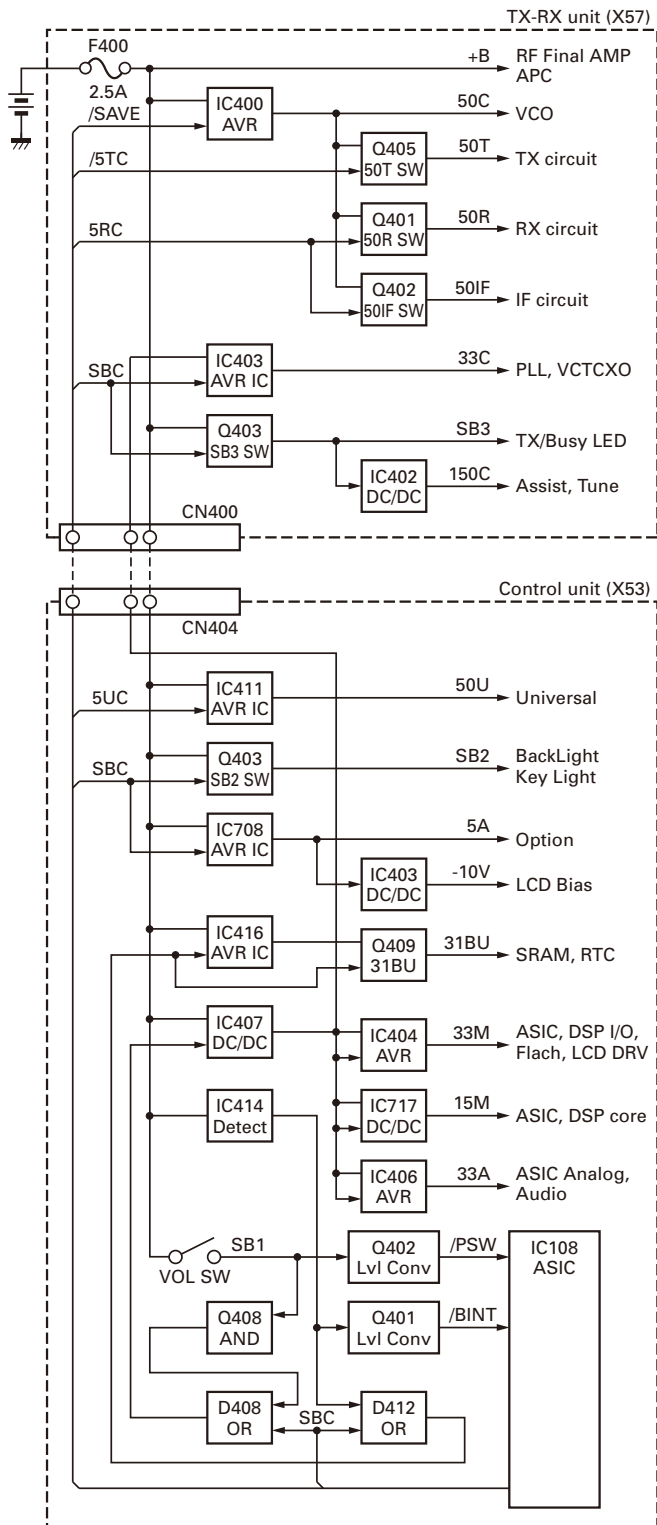 TX-RX unit (X57)
F400
2.5A
+B
RF Final AMP
APC
/SAVE
IC400
AVR
50C
VCO
/5TC
Q405
50T SW
50T
TX circuit
5RC
Q401
50R SW
50R
RX circuit
Q402
50IF SW
50IF
IF circuit
SBC
IC403
AVR IC
33C
PLL, VCTCXO
Q403
SB3 SW
SB3
TX/Busy LED
IC402
DC/DC
150C
Assist, Tune
CN400
Control unit (X53)
CN404
5UC
IC411
AVR IC
50U
Universal
SBC
Q403
SB2 SW
SB2
BackLight
Key Light
IC708
AVR IC
5A
Option
IC403
DC/DC
-10V
LCD Bias
IC416
AVR IC
Q409
31BU
31BU
SRAM, RTC
IC407
DC/DC
IC404
AVR
33M
ASIC, DSP I/O,
Flach, LCD DRV
IC414
Detect
IC717
DC/DC
15M
ASIC, DSP core
IC406
AVR
33A
ASIC Analog,
Audio
VOL SW
SB1
Q402
Lvl Conv
/PSW
IC108
ASIC
Q408
AND
Q401
Lvl Conv
/BINT
D408
OR
SBC
D412
OR